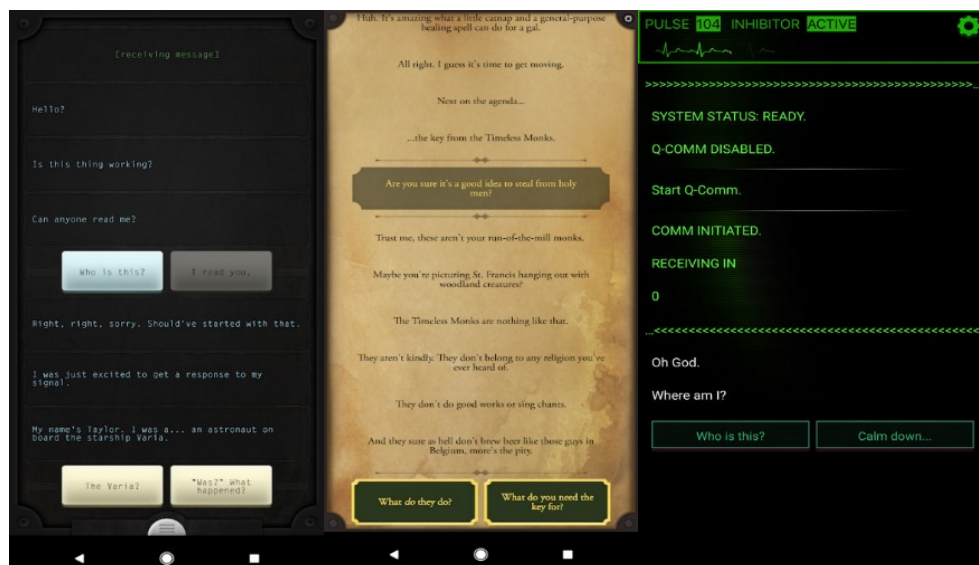 [receiving message]
Hello?
Is this thing working?
Can anyone read me?
Who is this?
I read you.
Right, right, sorry. Should've started with that.
I was just excited to get a response to my
signal.
My name's Taylor. I was a... an astronaut on
board the starship Varia.
The Varia?
"Was?" What
happened?
Huh. It's amazing what a little catnap and a general-purpose
healing spell can do for a gal.
All right. I guess it's time to get moving.
Next on the agenda...
...the key from the Timeless Monks.
Are you sure it's a good idea to steal from holy
men?
Trust me, these aren't your run-of-the-mill monks.
Maybe you're picturing St. Francis hanging out with
woodland creatures?
The Timeless Monks are nothing like that.
They aren't kindly. They don't belong to any religion you've
ever heard of.
They don't do good works or sing chants.
And they sure as hell don't brew beer like those guys in
Belgium, more's the pity.
What do they do?
What do you need the
key for?
PULSE 104 INHIBITOR ACTIVE
>>>>>>>>>>>>>>>>>>>>>>>>>>>>>>>>>>>>>>>>>>>>>>>>...
SYSTEM STATUS: READY.
Q-COMM DISABLED.
Start Q-Comm.
COMM INITIATED.
RECEIVING IN
0
...<<<<<<<<<<<<<<<<<<<<<<<<<<<<<<<<<<<<<<<<<<<<<<<<
Oh God.
Where am I?
Who is this?
Calm down...